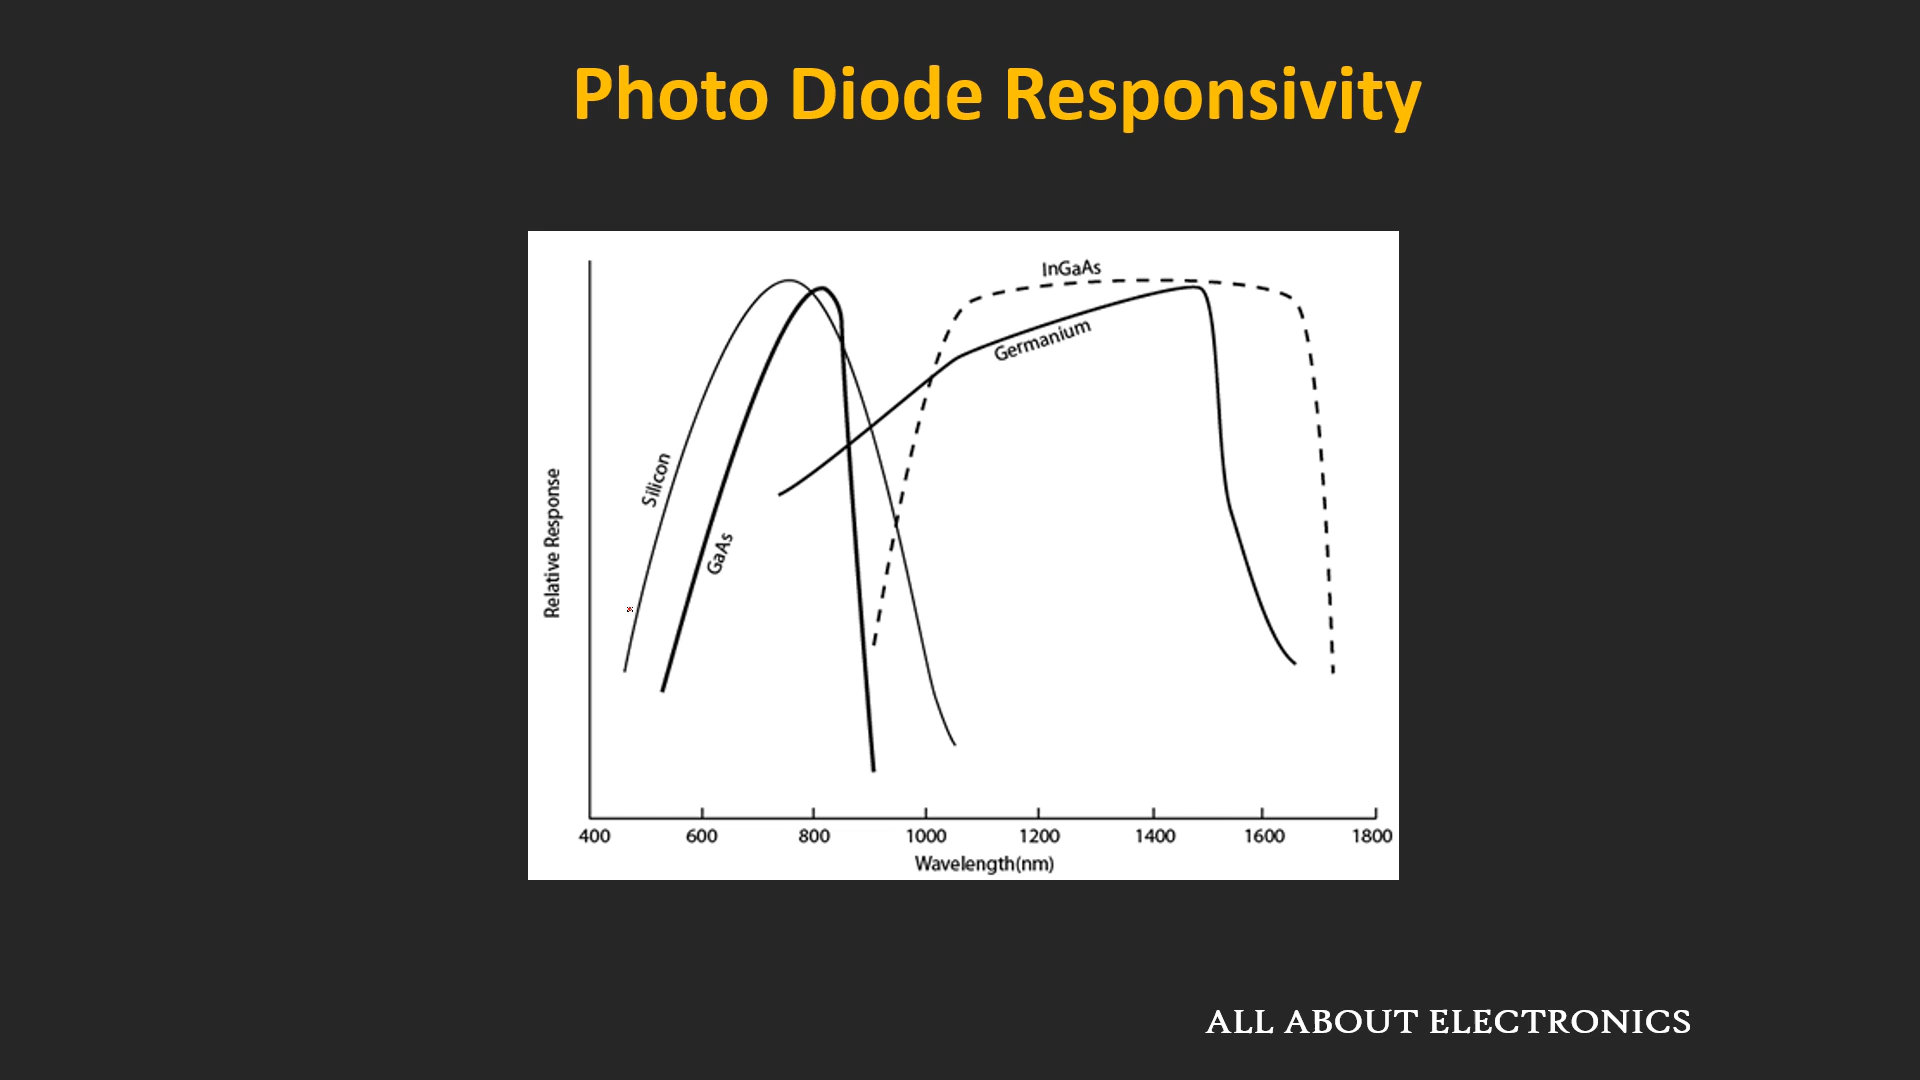 Photo Diode Responsivity
InGaAs
Germanium
Silicon
GaAs
Relative Response
400 600 800 1000 1200 1400 1600 1800
Wavelength(nm)
ALL ABOUT ELECTRONICS